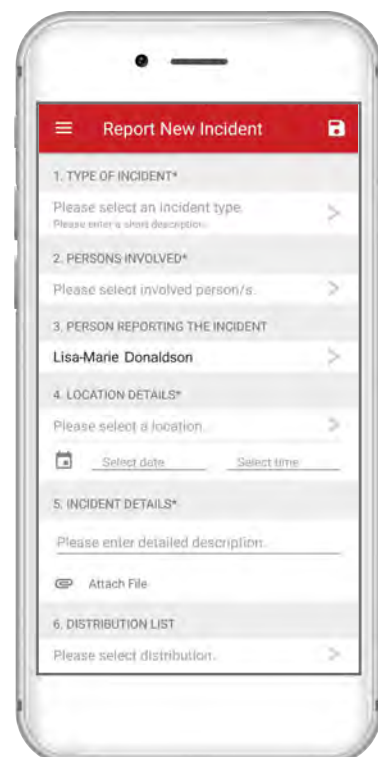 Report New Incident
1. TYPE OF INCIDENT*
Please select an incident type.
Please enter a short description.
2. PERSONS INVOLVED*
Please select involved person/s.
3. PERSON REPORTING THE INCIDENT
Lisa-Marie Donaldson
4. LOCATION DETAILS*
Please select a location.
Select date Select time
5. INCIDENT DETAILS*
Please enter detailed description.
Attach File
6. DISTRIBUTION LIST
Please select distribution.